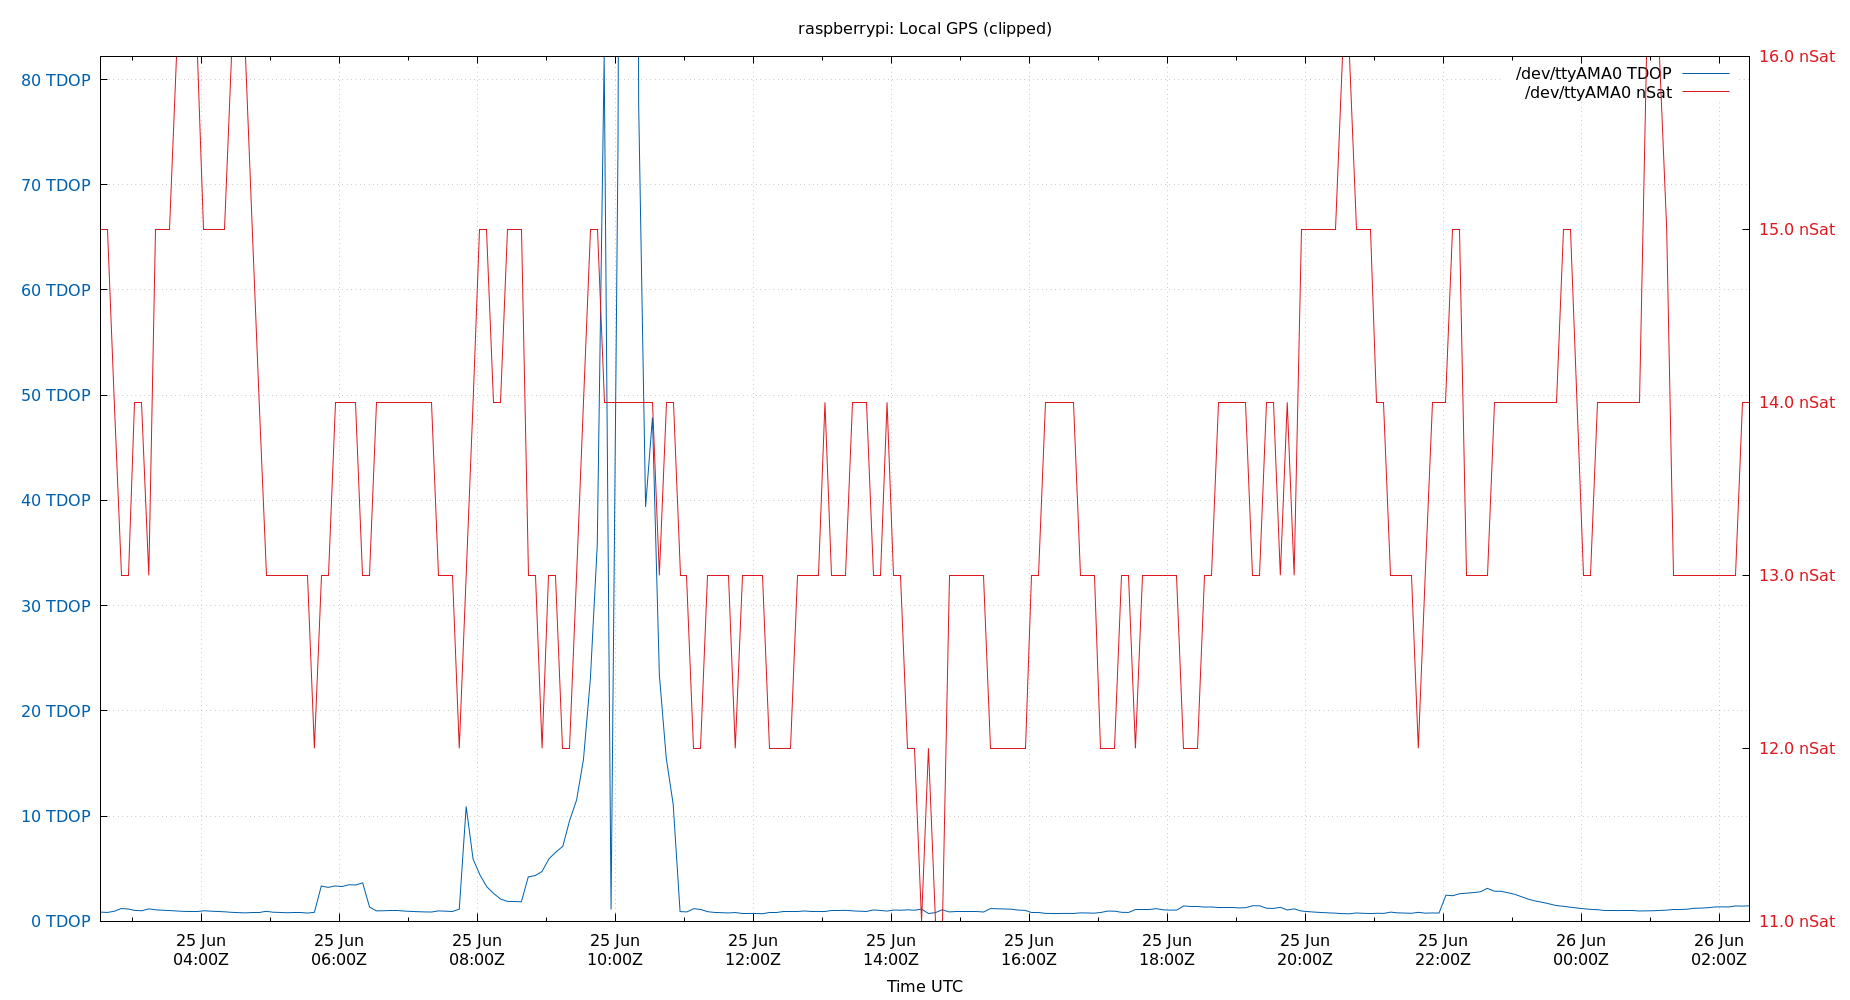 raspberrypi: Local GPS (clipped)
80 TDOP
70 TDOP
60 TDOP
50 TDOP
40 TDOP
30 TDOP
20 TDOP
10 TDOP
0 TDOP
16.0 nSat
15.0 nSat
14.0 nSat
13.0 nSat
12.0 nSat
11.0 nSat
/dev/ttyAMA0 TDOP
/dev/ttyAMA0 nSat
25 Jun
04:00Z
25 Jun
06:00Z
25 Jun
08:00Z
25 Jun
10:00Z
25 Jun
12:00Z
25 Jun
14:00Z
25 Jun
16:00Z
25 Jun
18:00Z
25 Jun
20:00Z
25 Jun
22:00Z
26 Jun
00:00Z
26 Jun
02:00Z
Time UTC